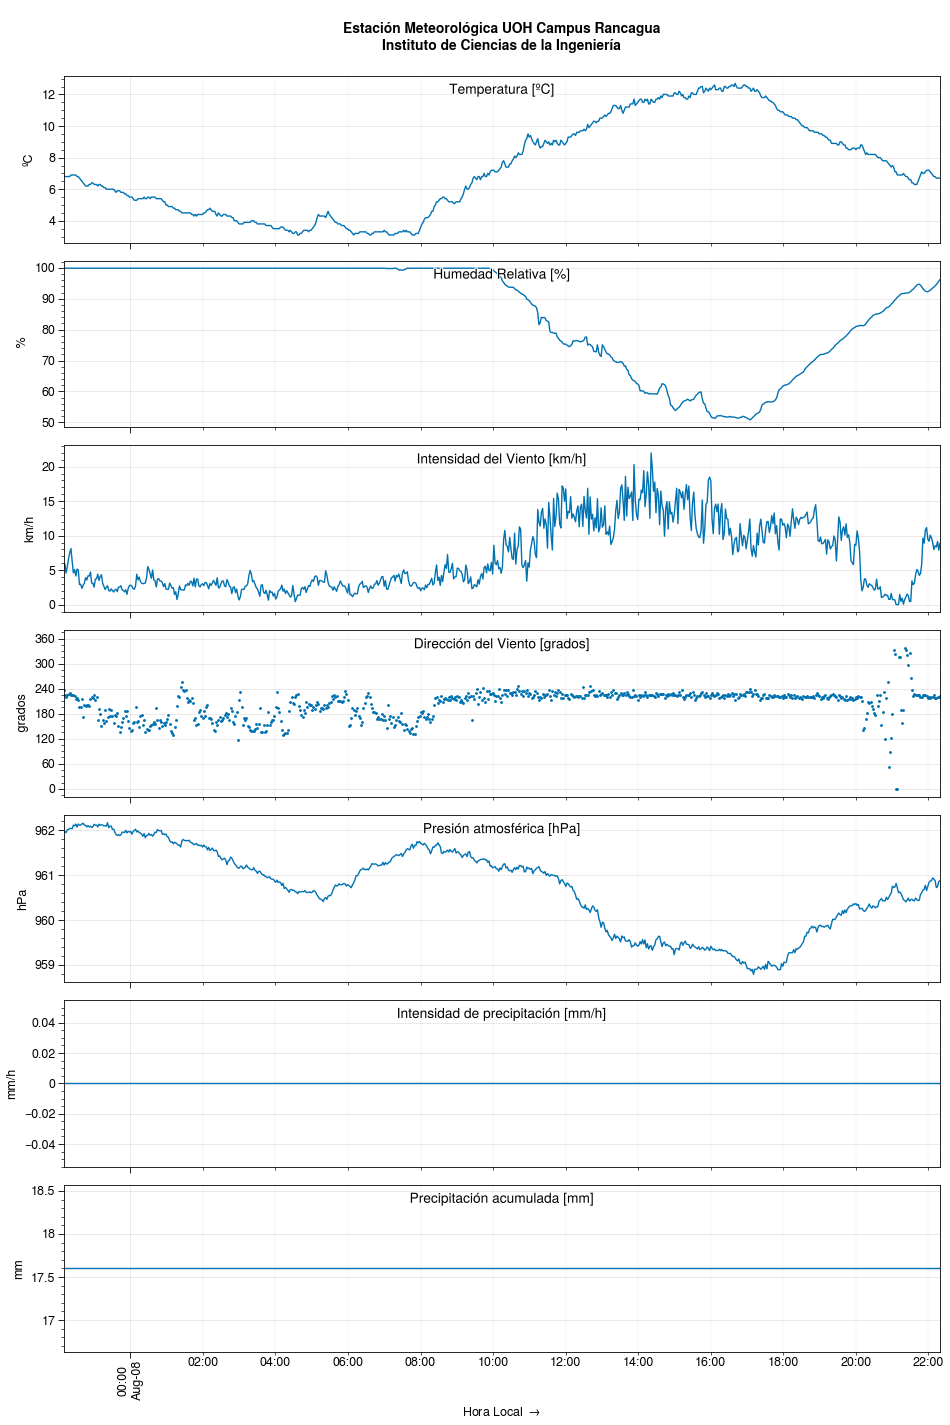 Estación Meteorológica UOH Campus Rancagua
Instituto de Ciencias de la Ingeniería
Temperatura [ºC]
12
10
8
6
4
ºC
Humedad Relativa [%]
100
90
80
70
60
50
%
Intensidad del Viento [km/h]
20
15
10
5
0
km/h
Dirección del Viento [grados]
360
300
240
180
120
60
0
grados
Presión atmosférica [hPa]
962
961
960
959
hPa
Intensidad de precipitación [mm/h]
0.04
0.02
0
−0.02
−0.04
mm/h
Precipitación acumulada [mm]
18.5
18
17.5
17
mm
00:00
Aug-08
02:00
04:00
06:00
08:00
10:00
12:00
14:00
16:00
18:00
20:00
22:00
Hora Local →